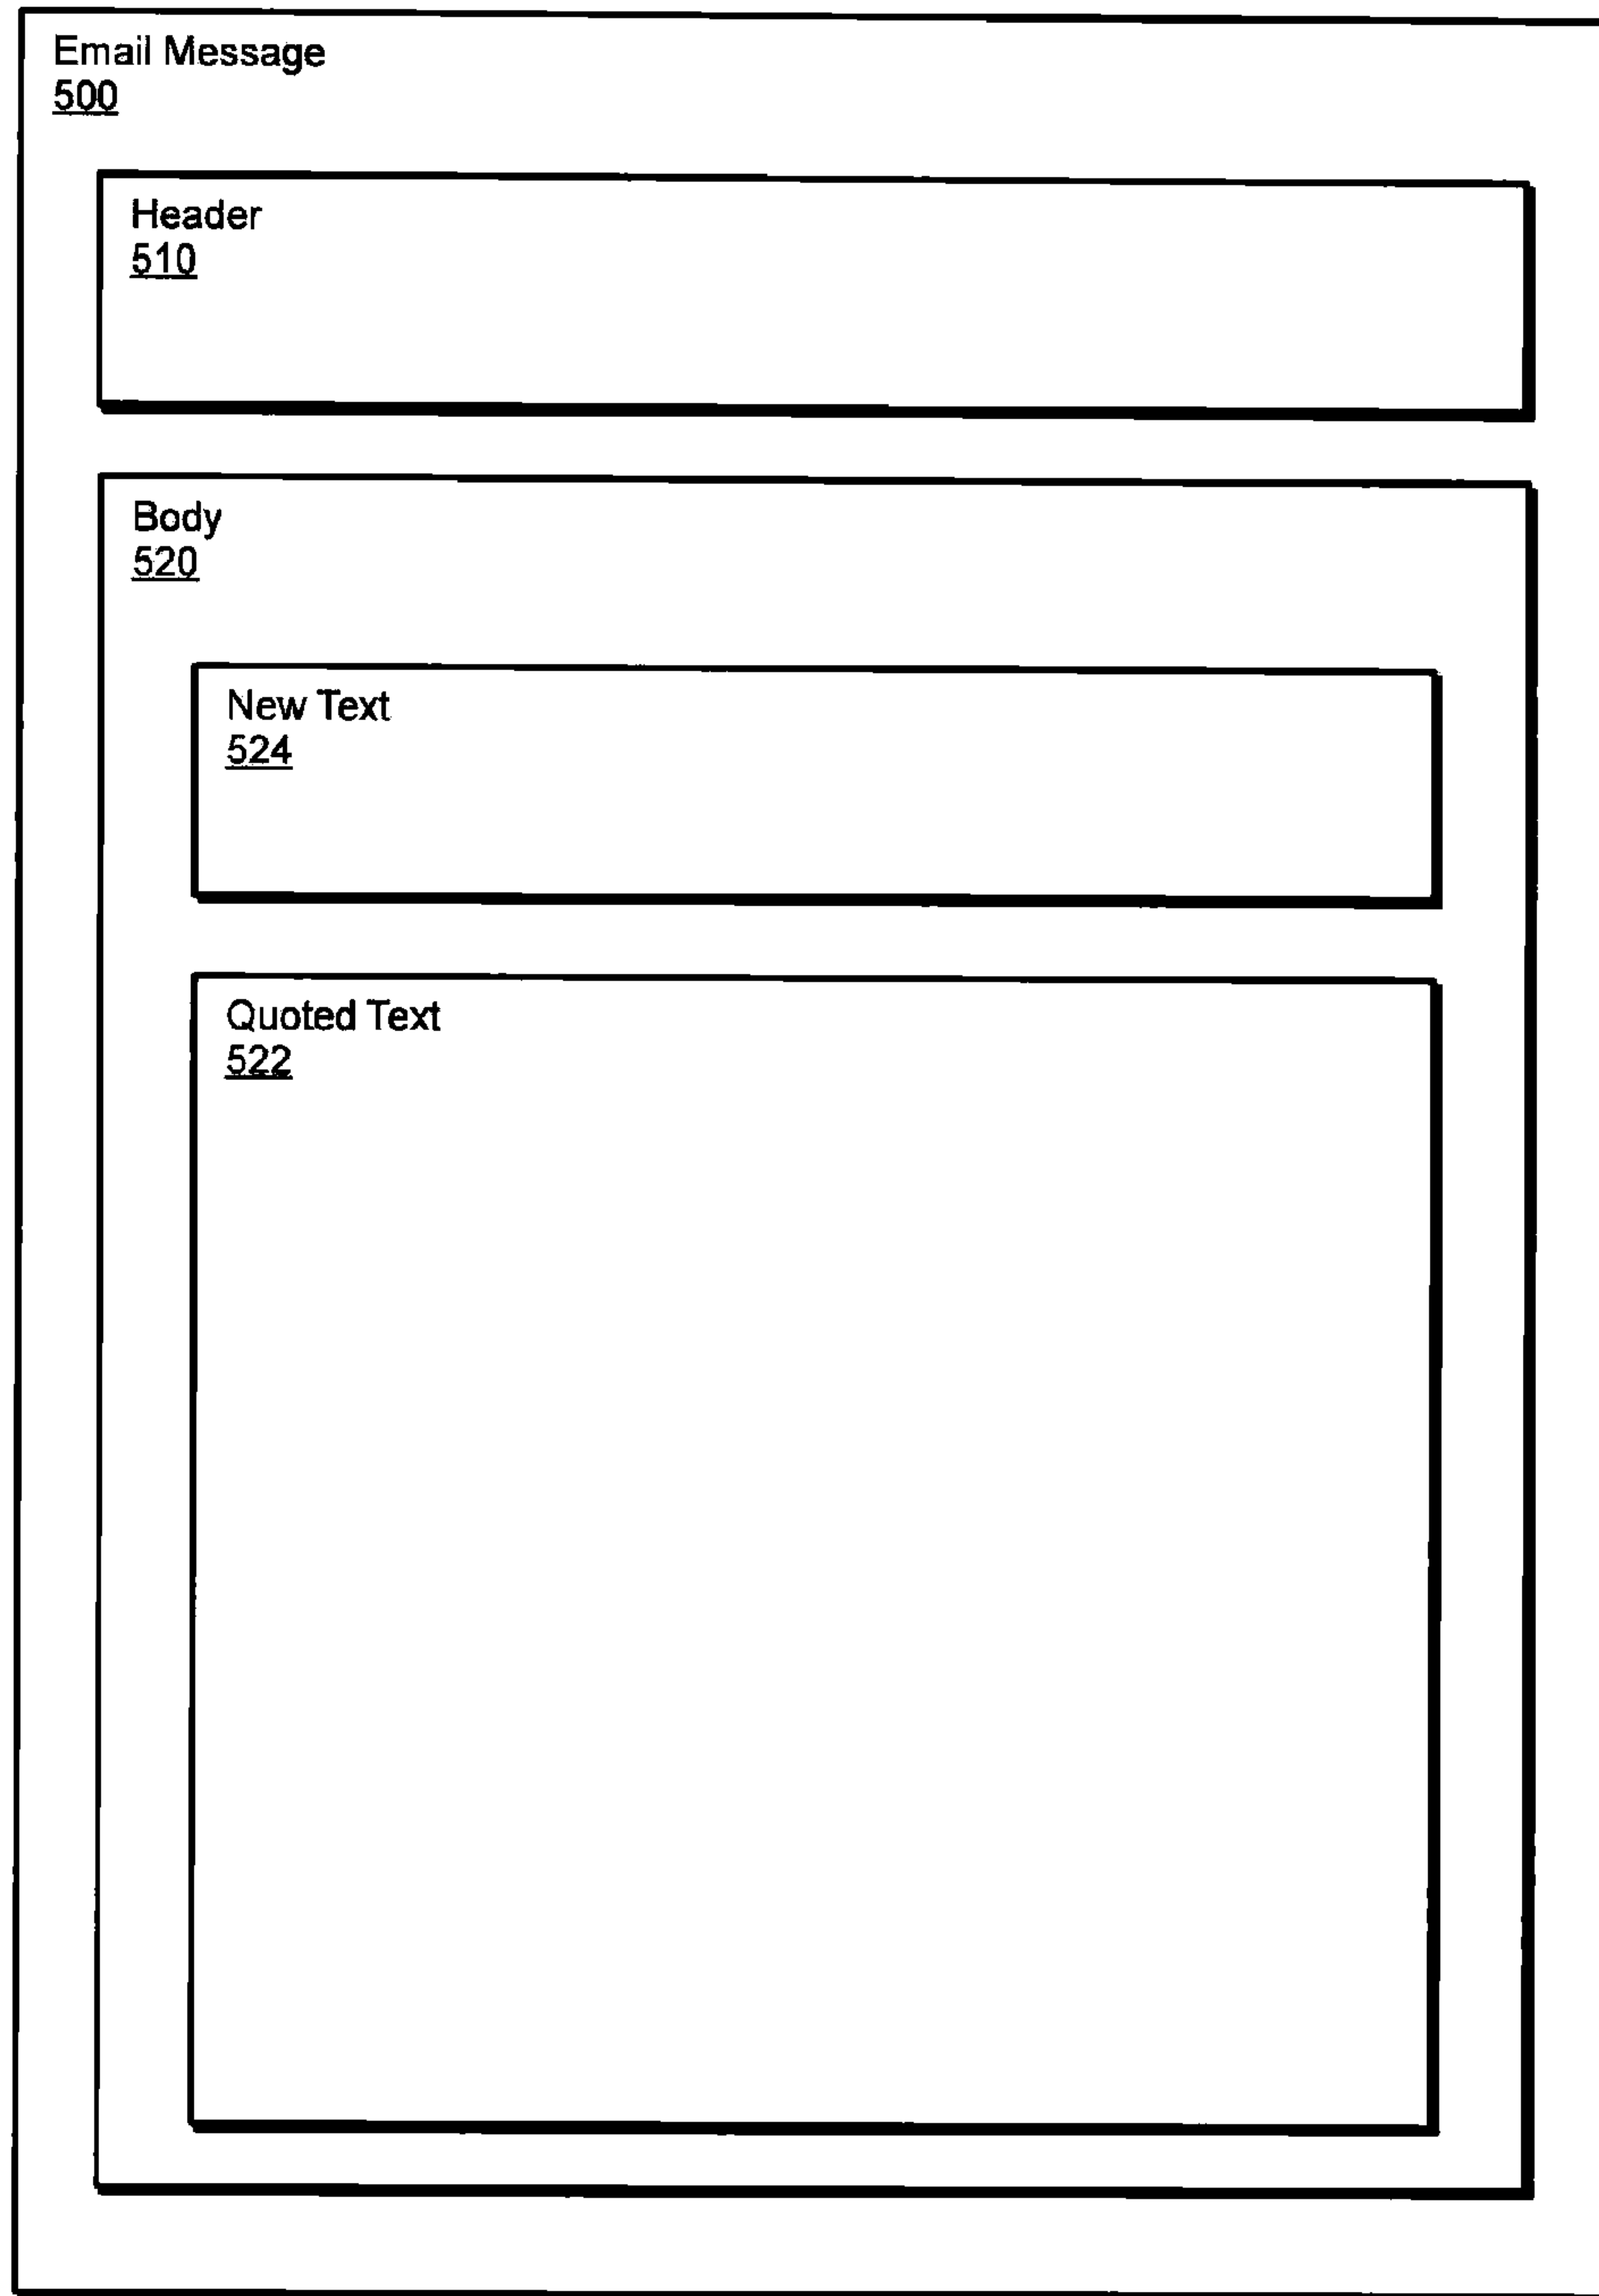 Email Message
500
Header
510
Body
520
New Text
524
Quoted Text
522